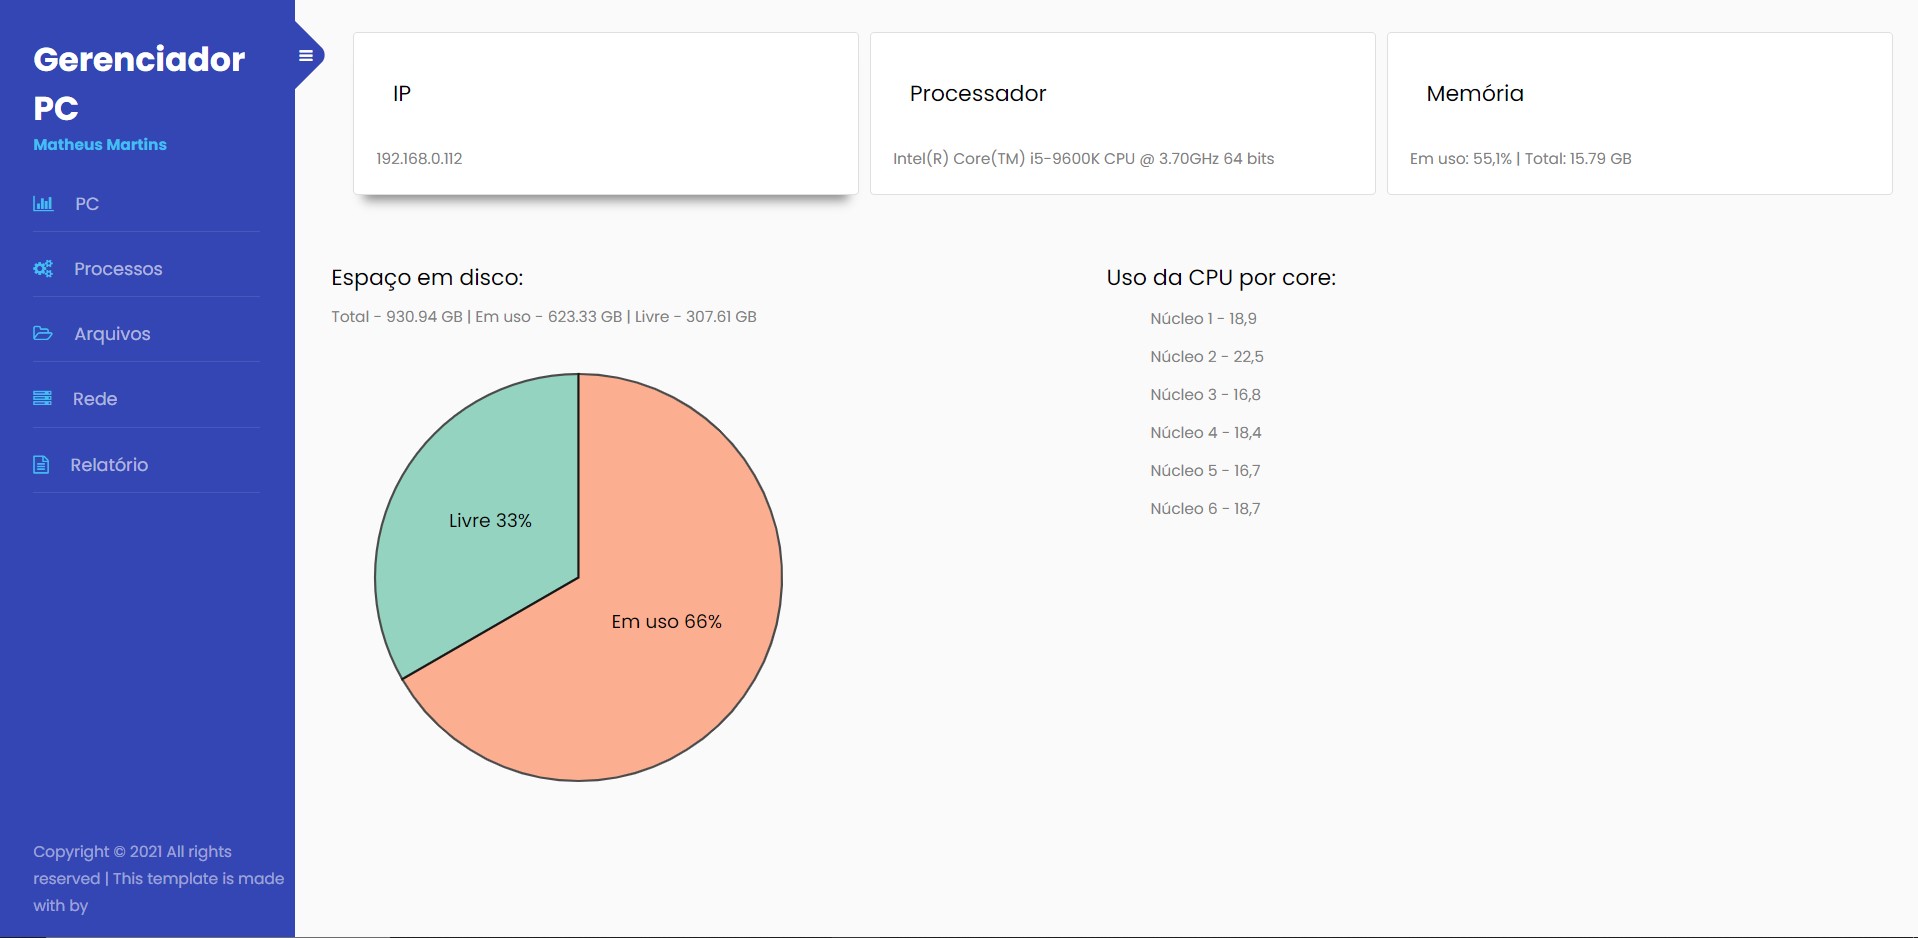 Gerenciador
PC
Matheus Martins
PC
Processos
Arquivos
Rede
Relatório
Copyright © 2021 All rights
reserved | This template is made
with by
IP
192.168.0.112
Processador
Intel(R) Core(TM) i5-9600K CPU @ 3.70GHz 64 bits
Memória
Em uso: 55,1% | Total: 15.79 GB
Espaço em disco:
Total - 930.94 GB | Em uso - 623.33 GB | Livre - 307.61 GB
Livre 33%
Em uso 66%
Uso da CPU por core:
Núcleo 1 - 18,9
Núcleo 2 - 22,5
Núcleo 3 - 16,8
Núcleo 4 - 18,4
Núcleo 5 - 16,7
Núcleo 6 - 18,7